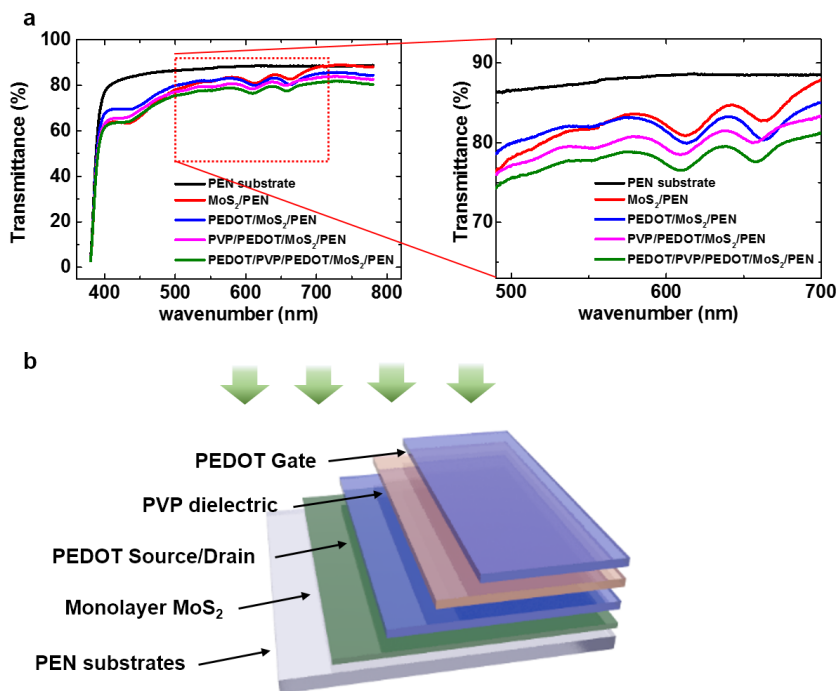 a
Transmittance (%)
100
80
60
40
20
0
400
500
600
700
800
wavenumber (nm)
PEN substrate
MoS₂/PEN
PEDOT/MoS₂/PEN
PVP/PEDOT/MoS₂/PEN
PEDOT/PVP/PEDOT/MoS₂/PEN
Transmittance (%)
90
80
70
500
600
700
wavenumber (nm)
PEN substrate
MoS₂/PEN
PEDOT/MoS₂/PEN
PVP/PEDOT/MoS₂/PEN
PEDOT/PVP/PEDOT/MoS₂/PEN
b
PEDOT Gate
PVP dielectric
PEDOT Source/Drain
Monolayer MoS₂
PEN substrates